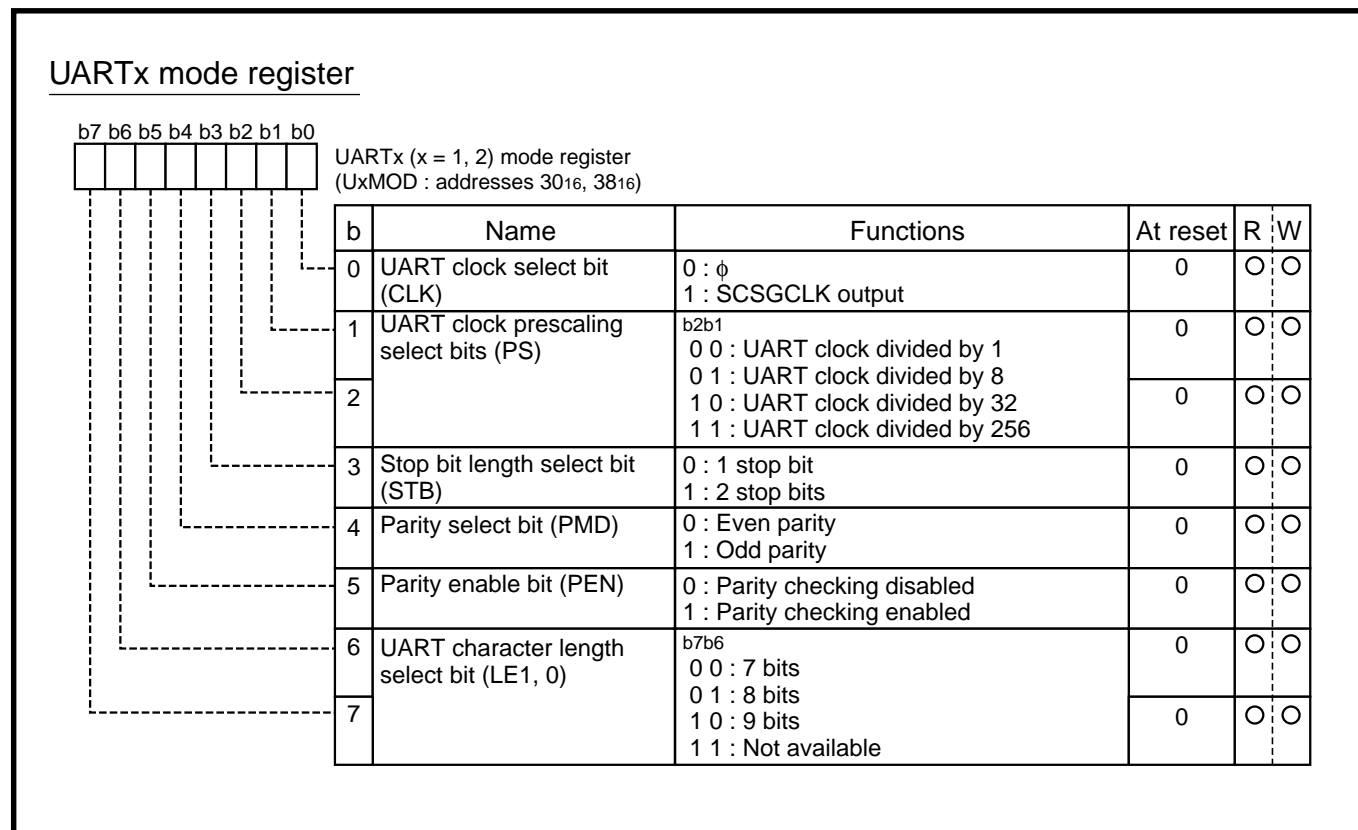 UARTx mode register
b7 b6 b5 b4 b3 b2 b1 b0
UARTx (x = 1, 2) mode register
(UxMOD : addresses 3016, 3816)
b Name Functions At reset R W
0 UART clock select bit 0 : ϕ 0 O O
(CLK) 1 : SCSGCLK output
1 UART clock prescaling b2b1 0 O O
select bits (PS) 0 0 : UART clock divided by 1
0 1 : UART clock divided by 8
2 1 0 : UART clock divided by 32 0 O O
1 1 : UART clock divided by 256
3 Stop bit length select bit 0 : 1 stop bit 0 O O
(STB) 1 : 2 stop bits
4 Parity select bit (PMD) 0 : Even parity 0 O O
1 : Odd parity
5 Parity enable bit (PEN) 0 : Parity checking disabled 0 O O
1 : Parity checking enabled
6 UART character length b7b6 0 O O
select bit (LE1, 0) 0 0 : 7 bits
0 1 : 8 bits
7 1 0 : 9 bits 0 O O
1 1 : Not available